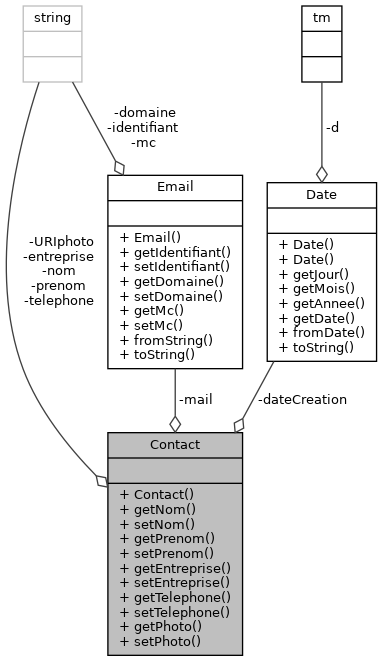 string
tm
-domaine
-identifiant
-mc
-d
Email
+ Email()
+ getIdentifiant()
+ setIdentifiant()
+ getDomaine()
+ setDomaine()
+ getMc()
+ setMc()
+ fromString()
+ toString()
Date
+ Date()
+ Date()
+ getJour()
+ getMois()
+ getAnnee()
+ getDate()
+ fromDate()
+ toString()
-URIphoto
-entreprise
-nom
-prenom
-telephone
-mail
-dateCreation
Contact
+ Contact()
+ getNom()
+ setNom()
+ getPrenom()
+ setPrenom()
+ getEntreprise()
+ setEntreprise()
+ getTelephone()
+ setTelephone()
+ getPhoto()
+ setPhoto()